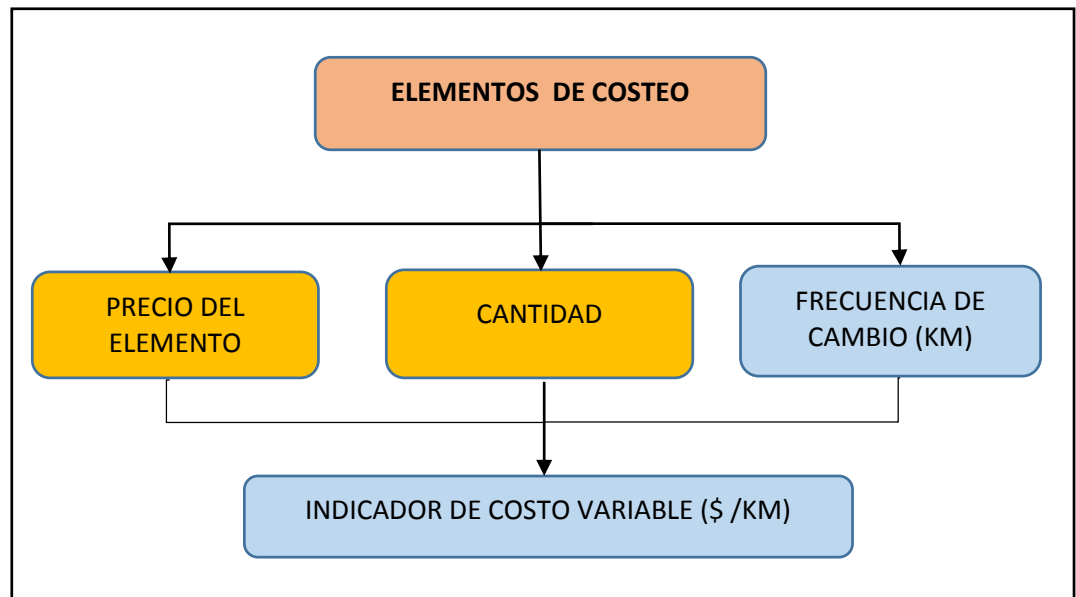 ELEMENTOS DE COSTEO
PRECIO DEL
ELEMENTO
CANTIDAD
FRECUENCIA DE
CAMBIO (KM)
INDICADOR DE COSTO VARIABLE ($ /KM)